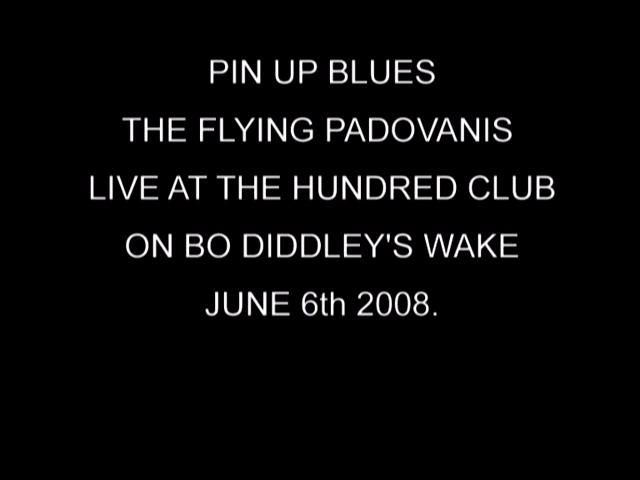 PIN UP BLUES
THE FLYING PADOVANIS
LIVE AT THE HUNDRED CLUB
ON BO DIDDLEY'S WAKE
JUNE 6th 2008.